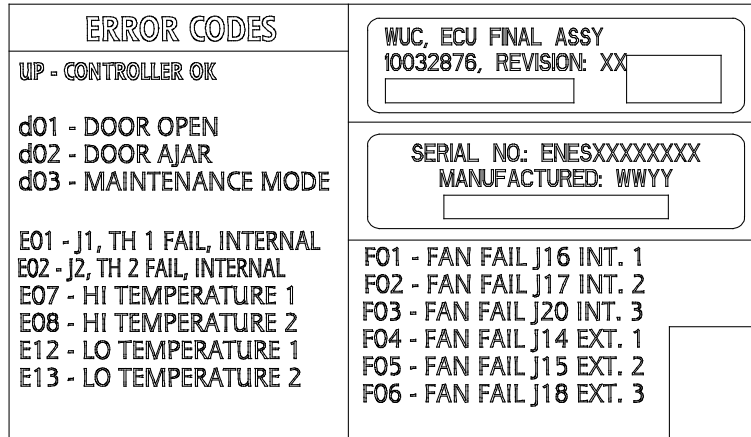 ERROR CODES
UP - CONTROLLER OK
d01 - DOOR OPEN
d02 - DOOR AJAR
d03 - MAINTENANCE MODE
E01 - J1, TH 1 FAIL, INTERNAL
E02 - J2, TH 2 FAIL, INTERNAL
E07 - HI TEMPERATURE 1
E08 - HI TEMPERATURE 2
E12 - LO TEMPERATURE 1
E13 - LO TEMPERATURE 2
WUC, ECU FINAL ASSY
10032876, REVISION: XX
SERIAL NO.: ENESXXXXXXXX
MANUFACTURED: WWYY
F01 - FAN FAIL J16 INT. 1
F02 - FAN FAIL J17 INT. 2
F03 - FAN FAIL J20 INT. 3
F04 - FAN FAIL J14 EXT. 1
F05 - FAN FAIL J15 EXT. 2
F06 - FAN FAIL J18 EXT. 3